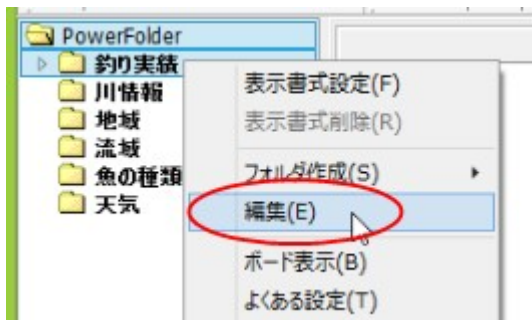 PowerFolder
釣り実績
川情報
地域
流域
魚の種類
天気
表示書式設定(F)
表示書式削除(R)
フォルダ作成(S)
編集(E)
ボード表示(B)
よくある設定(T)